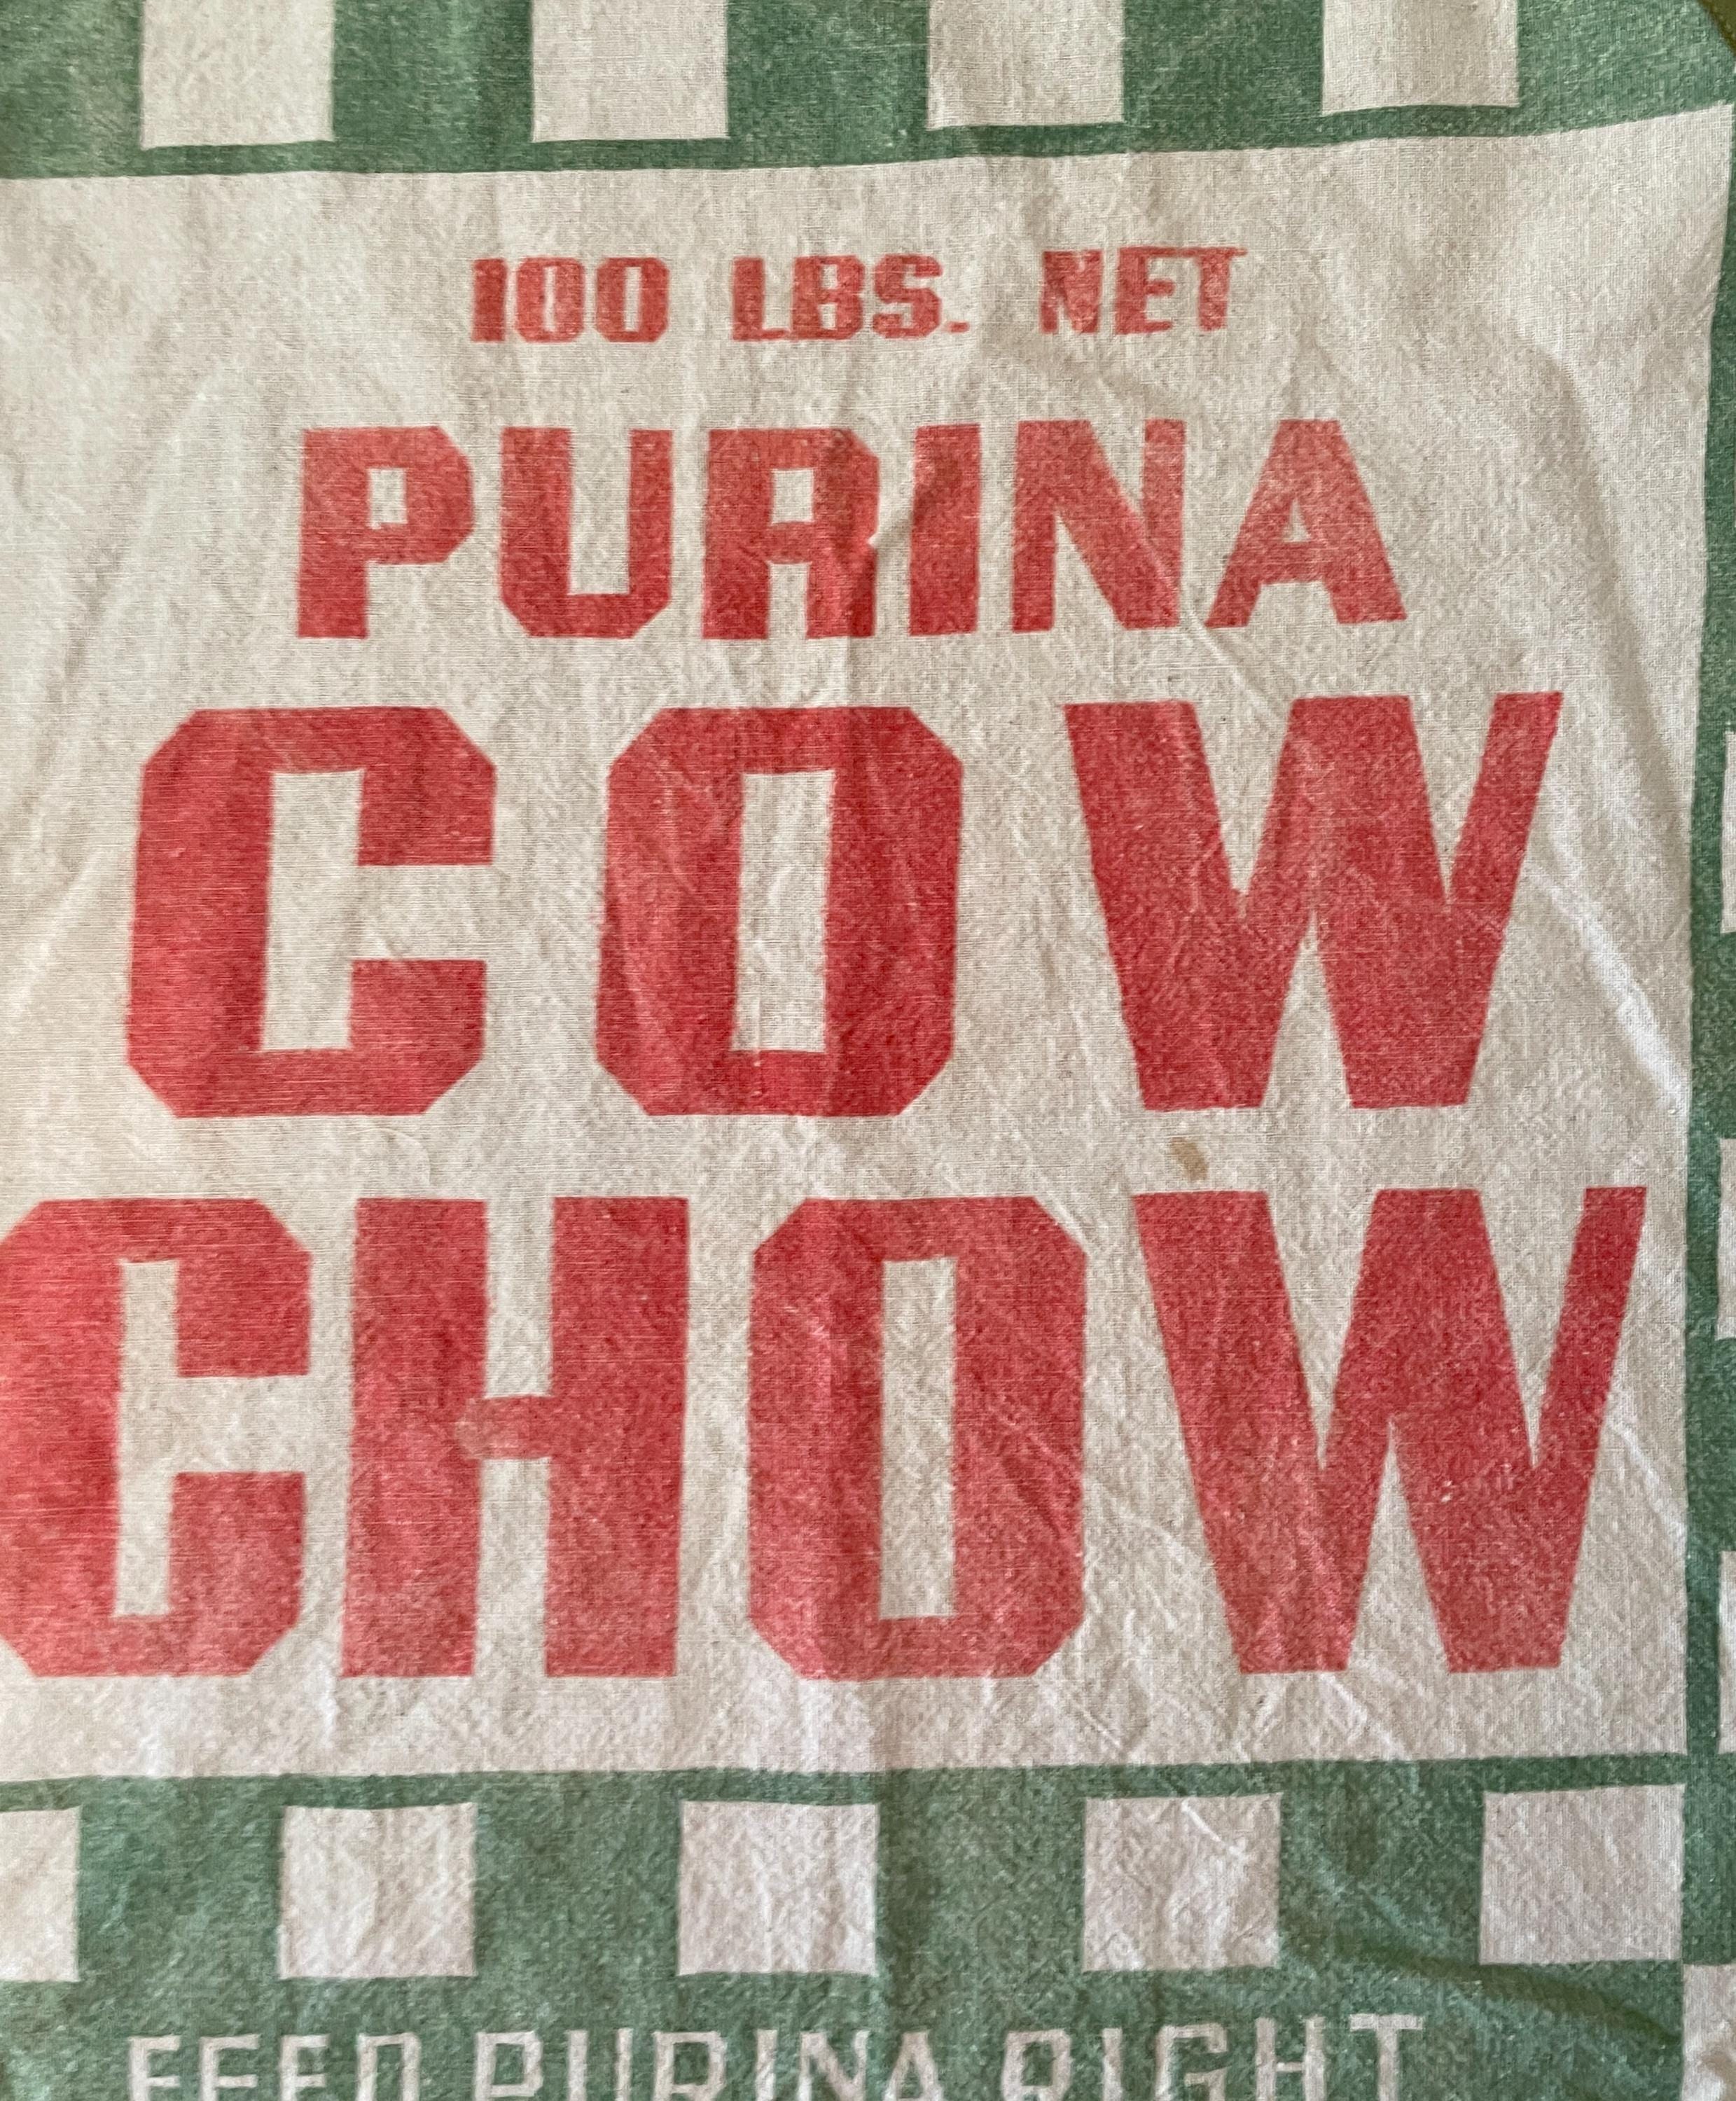 100 LBS. NET
PURINA
COW
CHOW
FEED PURINA RIGHT